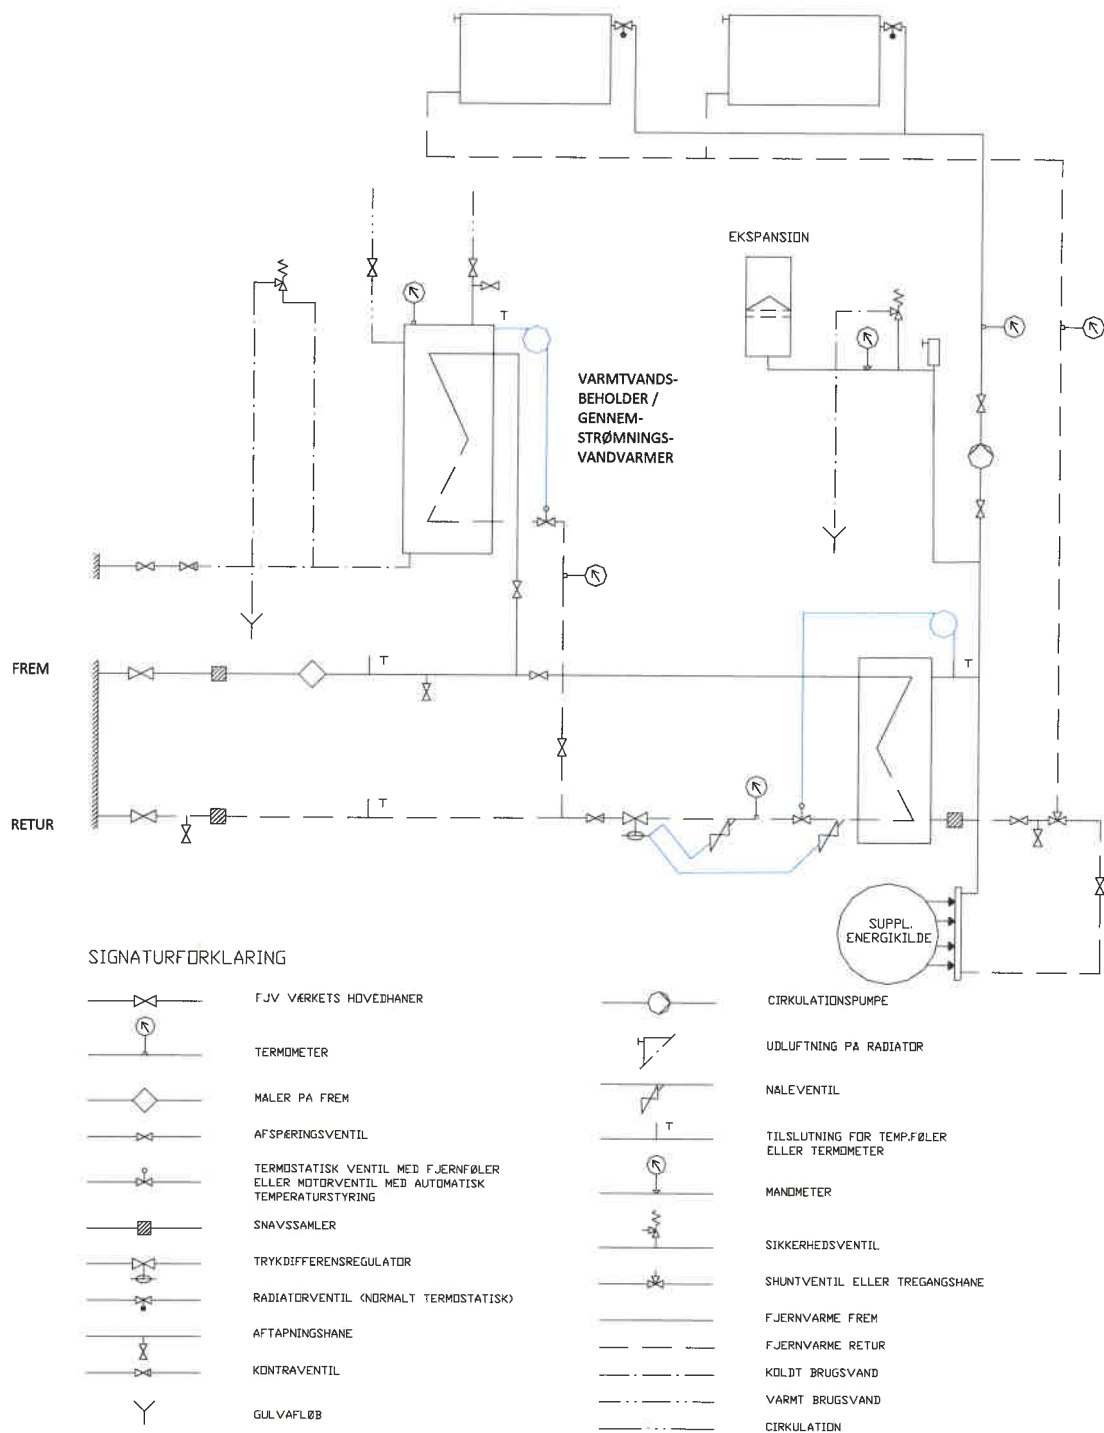 EKSPANSION
T
VARMTVANDS-
BEHOLDER /
GENNEM-
STRØMNINGS-
VANDVARMER
FREM
T
T
RETUR
T
SUPPL.
ENERGIKILDE
SIGNATURFORKLARING
FJV VÆRKETS HOVEDHANER
TERMOMETER
MÅLER PÅ FREM
AFSPÆRINGSVENTIL
TERMOSTATISK VENTIL MED FJERNFØLER
ELLER MOTORVENTIL MED AUTOMATISK
TEMPERATURSTYRING
SNAVSSAMLER
TRYKDIFFERENSREGULATOR
RADIATORVENTIL (NORMALT TERMOSTATISK)
AFTAPNINGSHANE
KONTRAVENTIL
GULVAFLØB
CIRKULATIONSPUMPE
UDLUFTNING PÅ RADIATOR
NÅLEVENTIL
T
TILSLUTNING FOR TEMP.FØLER
ELLER TERMOMETER
MANOMETER
SIKKERHEDSVENTIL
SHUNTVENTIL ELLER TREGANGSHANE
FJERNVARME FREM
FJERNVARME RETUR
KOLDT BRUGSVAND
VARMT BRUGSVAND
CIRKULATION